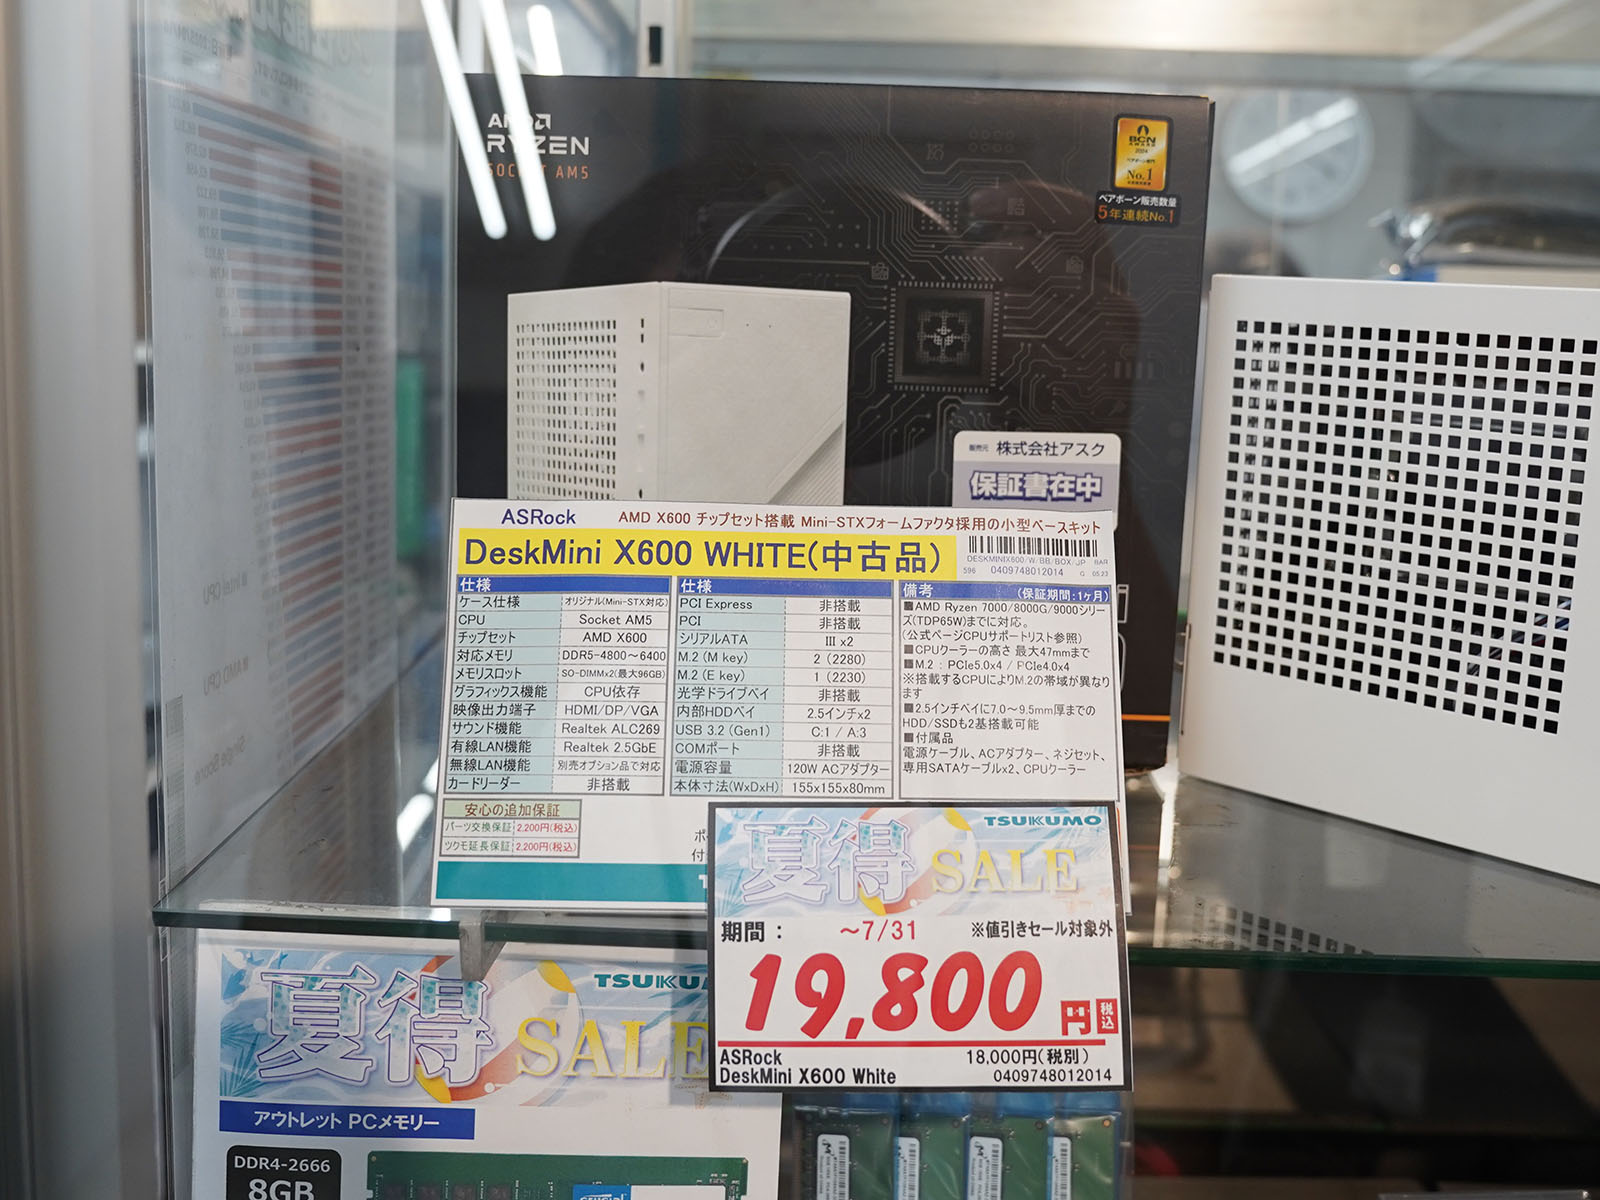 AMD
RYZEN
SOCKET AM5
BCN
AWARD
2024
No.1
ペアボーン販売数量
5年連続No.1
販売元 株式会社アスク
保証書在中
ASRock AMD X600 チップセット搭載 Mini-STXフォームファクタ採用の小型ベースキット
DeskMini X600 WHITE(中古品)
DESKMINIX600/W/BB/BOX/JP BAR
596 0409748012014 G 05.23
仕様
ケース仕様 オリジナル(Mini-STX対応)
CPU Socket AM5
チップセット AMD X600
対応メモリ DDR5-4800～6400
メモリスロット SO-DIMMx2(最大96GB)
グラフィックス機能 CPU依存
映像出力端子 HDMI/DP/VGA
サウンド機能 Realtek ALC269
有線LAN機能 Realtek 2.5GbE
無線LAN機能 別売オプション品で対応
カードリーダー 非搭載
仕様
PCI Express 非搭載
PCI 非搭載
シリアルATA III x2
M.2 (M key) 2 (2280)
M.2 (E key) 1 (2230)
光学ドライブベイ 非搭載
内部HDDベイ 2.5インチx2
USB 3.2 (Gen1) C:1 / A:3
COMポート 非搭載
電源容量 120W ACアダプター
本体寸法(WxDxH) 155x155x80mm
備考 (保証期間:1ヶ月)
■AMD Ryzen 7000/8000G/9000シリー
ズ(TDP65W)までに対応。
(公式ページCPUサポートリスト参照)
■CPUクーラーの高さ 最大47mmまで
■M.2 : PCIe5.0x4 / PCIe4.0x4
※搭載するCPUによりM.2の帯域が異なり
ます
■2.5インチベイに7.0～9.5mm厚までの
HDD/SSDも2基搭載可能
■付属品
電源ケーブル、ACアダプター、ネジセット、
専用SATAケーブルx2、CPUクーラー
安心の追加保証
パーツ交換保証 2,200円(税込)
ツクモ延長保証 2,200円(税込)
TSUKUMO
夏得 SALE
期間: ～7/31 ※値引きセール対象外
19,800円 税込
ASRock 18,000円(税別)
DeskMini X600 White 0409748012014
TSUKU
夏得 SALE
アウトレット PCメモリー
DDR4-2666
8GB
crucial